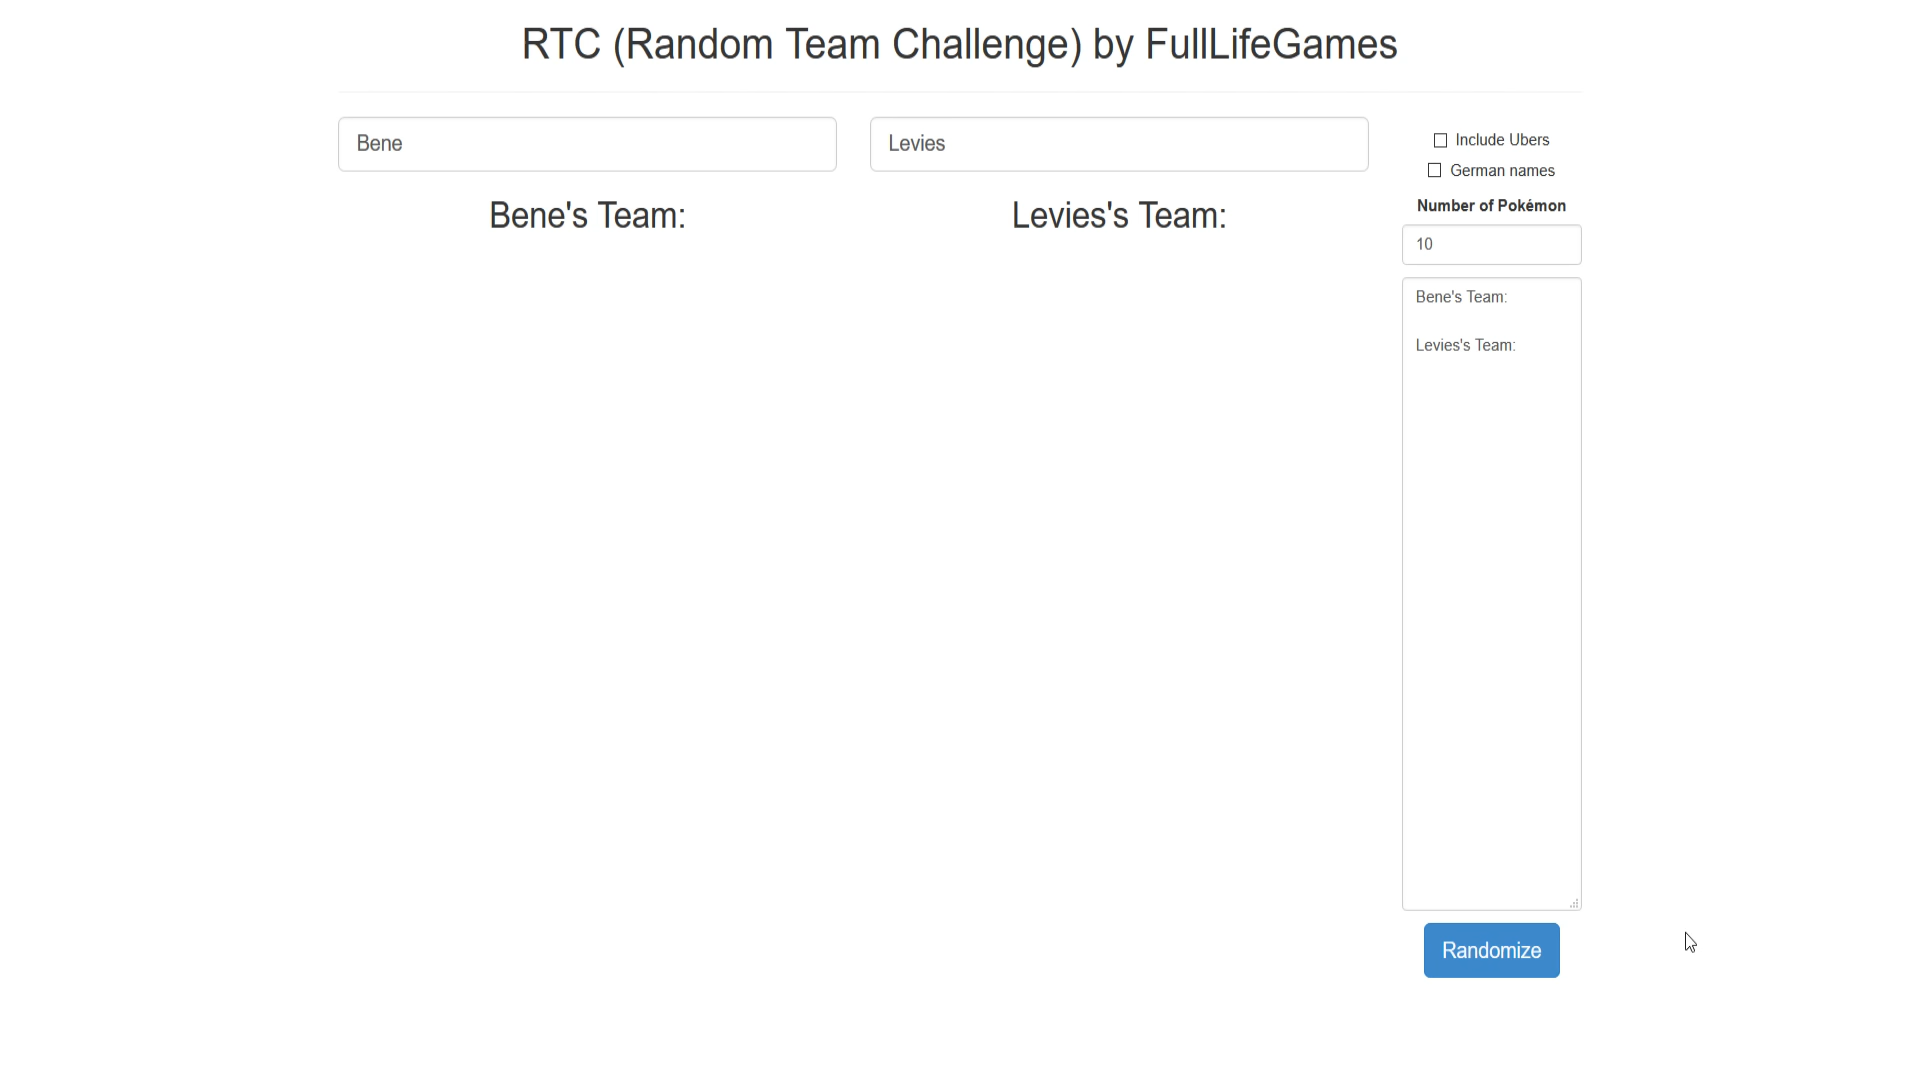 RTC (Random Team Challenge) by FullLifeGames
Bene
Levies
Include Ubers
German names
Bene's Team:
Levies's Team:
Number of Pokémon
10
Bene's Team:
Levies's Team:
Randomize